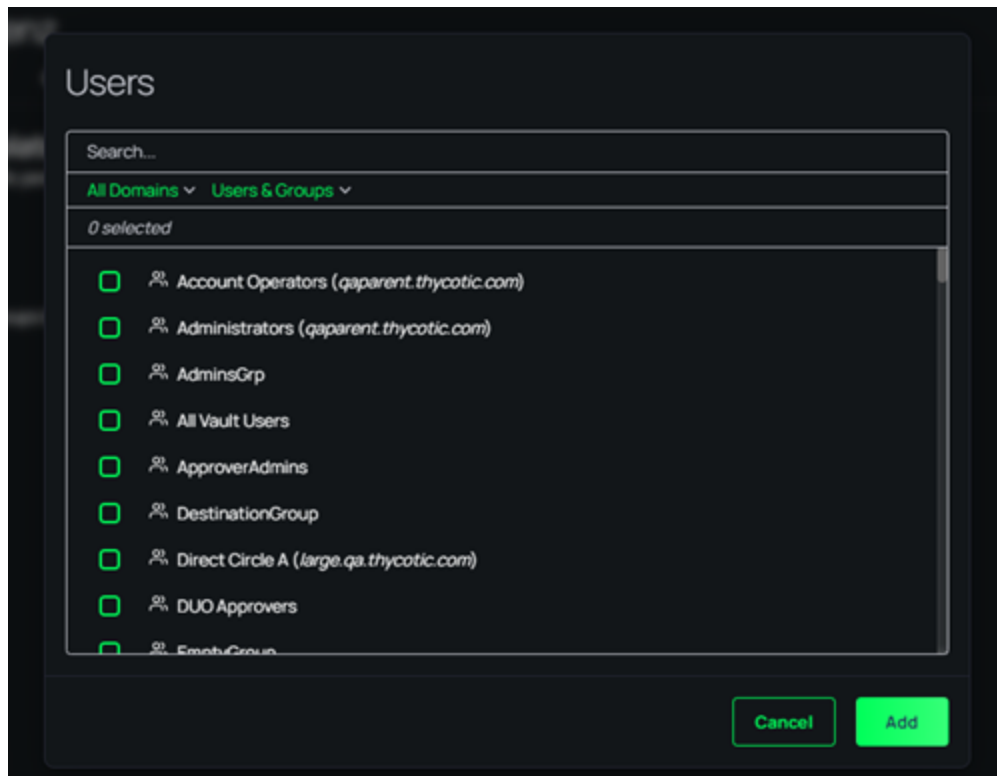 Users
Search...
All Domains Users & Groups
0 selected
Account Operators (qaparent.thycotic.com)
Administrators (qaparent.thycotic.com)
AdminsGrp
All Vault Users
ApproverAdmins
DestinationGroup
Direct Circle A (large.qa.thycotic.com)
DUO Approvers
EmptyGroup
Cancel Add